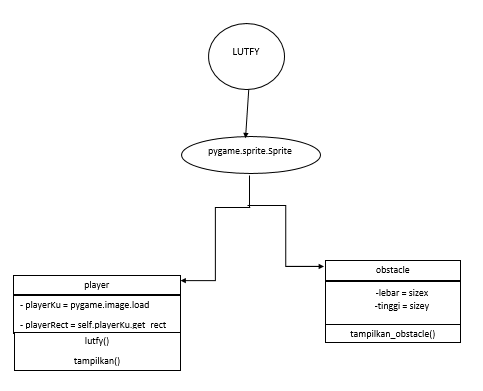 LUTFY
pygame.sprite.Sprite
player
- playerKu = pygame.image.load
- playerRect = self.playerKu.get_rect
lutfy()
tampilkan()
obstacle
-lebar = sizex
-tinggi = sizey
tampilkan_obstacle()